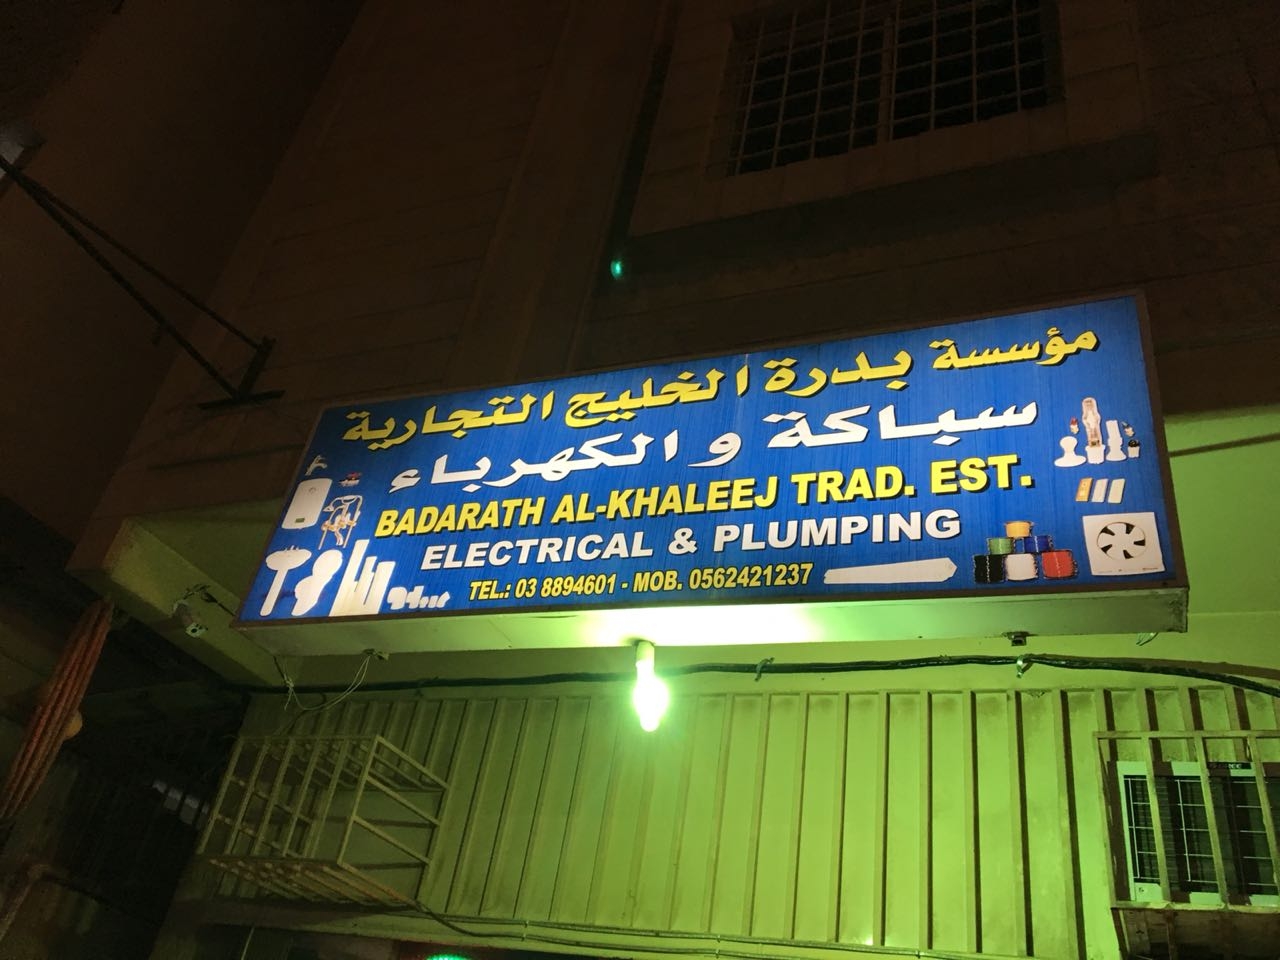 مؤسسة بدرة الخليج التجارية
سباكة و الكهرباء
BADARATH AL-KHALEEJ TRAD. EST.
ELECTRICAL & PLUMPING
TEL.: 03 8894601 - MOB. 0562421237